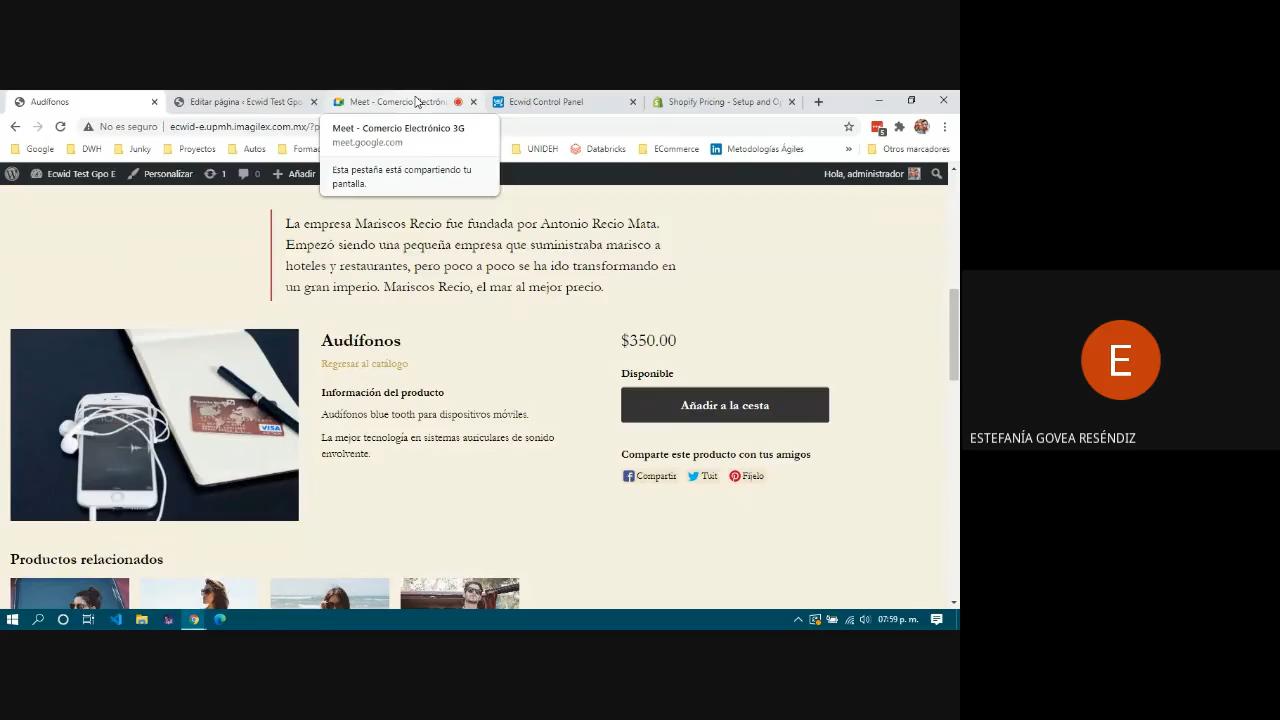 Audífonos
Editar página ‹ Ecwid Test Gpo
Meet - Comercio Electrón
Ecwid Control Panel
Shopify Pricing - Setup and O
No es seguro
ecwid-e.upmh.imagilex.com.mx/?p
Meet - Comercio Electrónico 3G
meet.google.com
Esta pestaña está compartiendo tu
pantalla.
Google
DWH
Junky
Proyectos
Autos
Formac
UNIDEH
Databricks
ECommerce
Metodologías Ágiles
»
Otros marcadores
Ecwid Test Gpo E
Personalizar
1
0
Añadir
Hola, administrador
La empresa Mariscos Recio fue fundada por Antonio Recio Mata.
Empezó siendo una pequeña empresa que suministraba marisco a
hoteles y restaurantes, pero poco a poco se ha ido transformando en
un gran imperio. Mariscos Recio, el mar al mejor precio.
VISA
Audífonos
Regresar al catálogo
Información del producto
Audífonos blue tooth para dispositivos móviles.
La mejor tecnología en sistemas auriculares de sonido
envolvente.
$350.00
Disponible
Añadir a la cesta
Comparte este producto con tus amigos
Compartir
Tuit
Fíjelo
Productos relacionados
07:59 p. m.
E
ESTEFANÍA GOVEA RESÉNDIZ